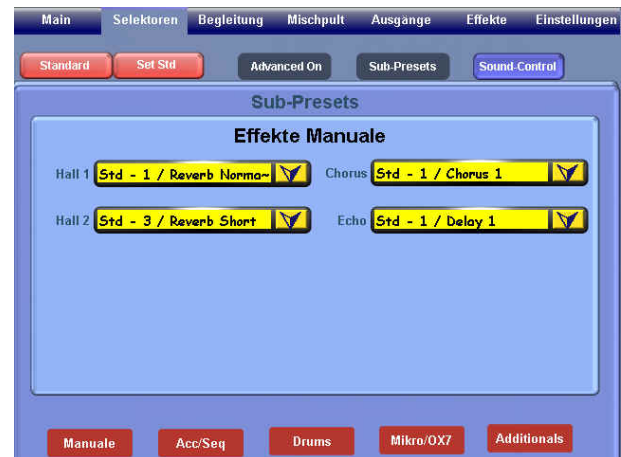 Main Selektoren Begleitung Mischpult Ausgänge Effekte Einstellungen
Standard Set Std Advanced On Sub-Presets Sound-Control
Sub-Presets
Effekte Manuale
Hall 1 Std - 1 / Reverb Norma~ Chorus Std - 1 / Chorus 1
Hall 2 Std - 3 / Reverb Short Echo Std - 1 / Delay 1
Manuale Acc/Seq Drums Mikro/OX7 Additionals